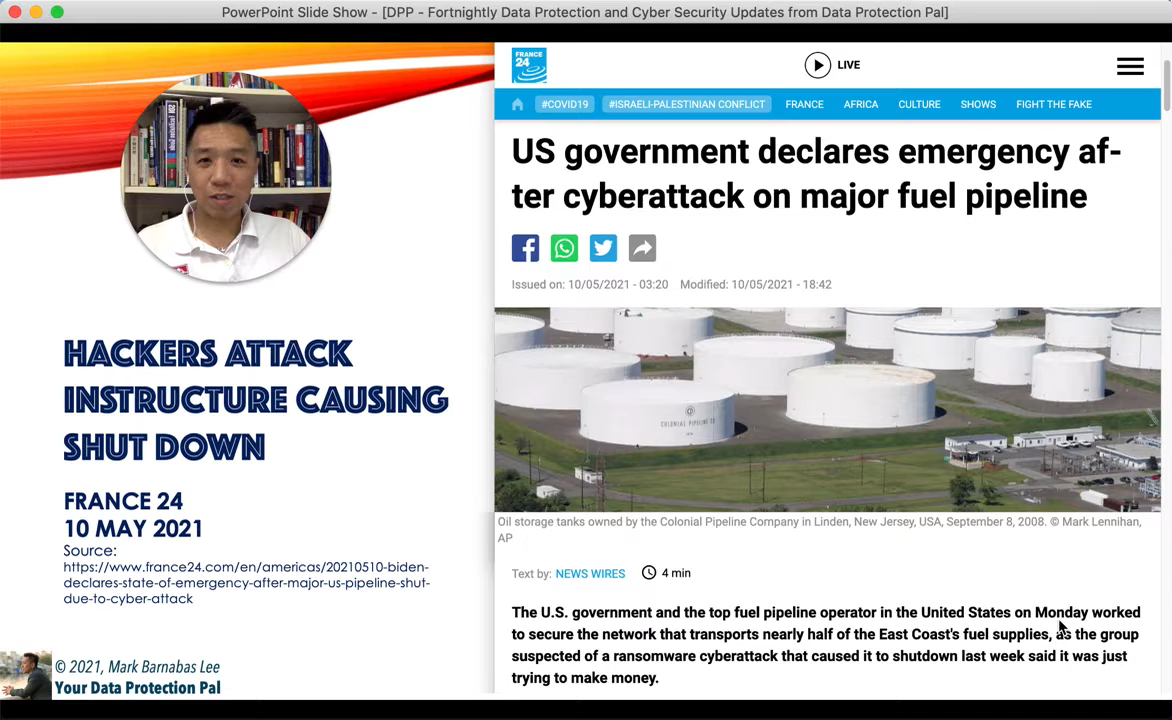 PowerPoint Slide Show - [DPP - Fortnightly Data Protection and Cyber Security Updates from Data Protection Pal]
HACKERS ATTACK
INSTRUCTURE CAUSING
SHUT DOWN
FRANCE 24
10 MAY 2021
Source:
https://www.france24.com/en/americas/20210510-biden-
declares-state-of-emergency-after-major-us-pipeline-shut-
due-to-cyber-attack
© 2021, Mark Barnabas Lee
Your Data Protection Pal
FRANCE
24
LIVE
#COVID19 #ISRAELI-PALESTINIAN CONFLICT FRANCE AFRICA CULTURE SHOWS FIGHT THE FAKE
US government declares emergency af-
ter cyberattack on major fuel pipeline
Issued on: 10/05/2021 - 03:20 Modified: 10/05/2021 - 18:42
COLONIAL PIPELINE CO
Oil storage tanks owned by the Colonial Pipeline Company in Linden, New Jersey, USA, September 8, 2008. © Mark Lennihan,
AP
Text by: NEWS WIRES 4 min
The U.S. government and the top fuel pipeline operator in the United States on Monday worked
to secure the network that transports nearly half of the East Coast's fuel supplies, as the group
suspected of a ransomware cyberattack that caused it to shutdown last week said it was just
trying to make money.